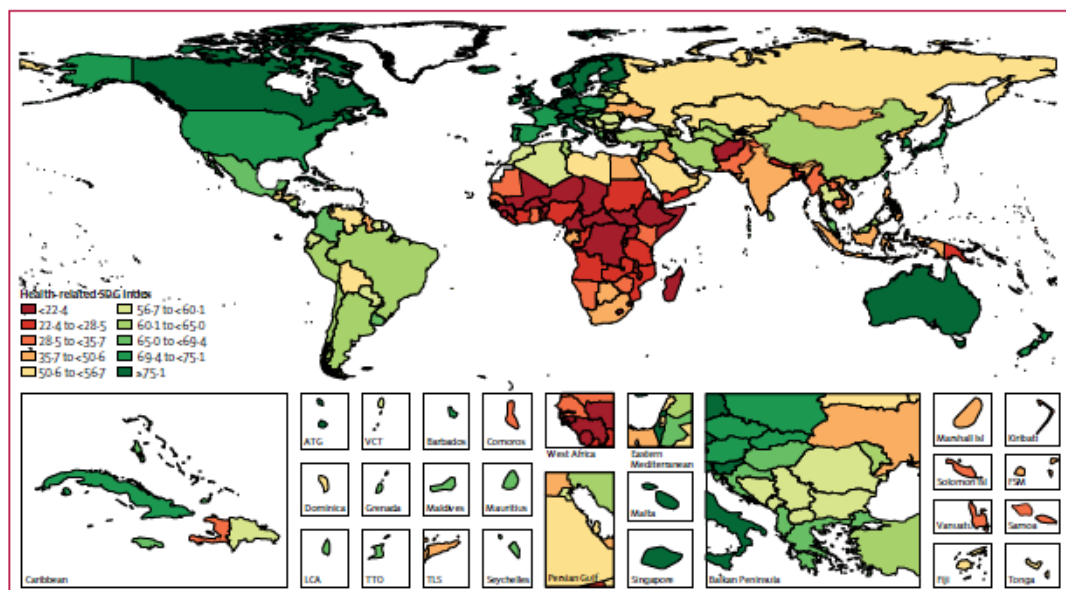 Health-related SDG Index
<22·4
22·4 to <28·5
28·5 to <35·7
35·7 to <50·6
50·6 to <56·7
56·7 to <60·1
60·1 to <65·0
65·0 to <69·4
69·4 to <75·1
≥75·1
Caribbean
ATG
VCT
Barbados
Comoros
Dominica
Grenada
Maldives
Mauritius
LCA
TTO
TLS
Seychelles
West Africa
Eastern
Mediterranean
Persian Gulf
Malta
Singapore
Balkan Peninsula
Marshall Isl
Kiribati
Solomon Isl
FSM
Vanuatu
Samoa
Fiji
Tonga